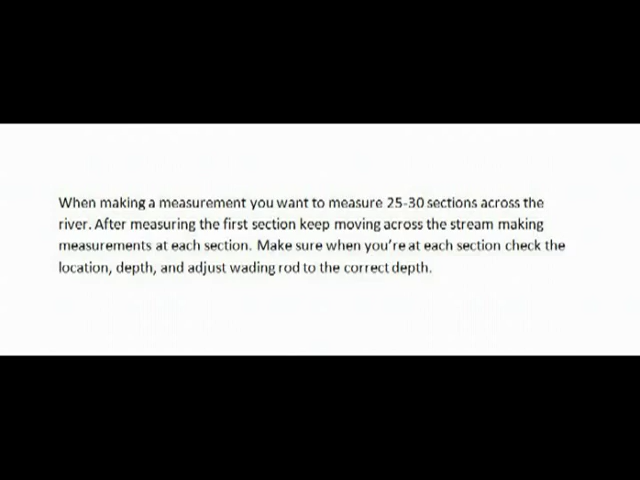 When making a measurement you want to measure 25-30 sections across the
river. After measuring the first section keep moving across the stream making
measurements at each section. Make sure when you're at each section check the
location, depth, and adjust wading rod to the correct depth.